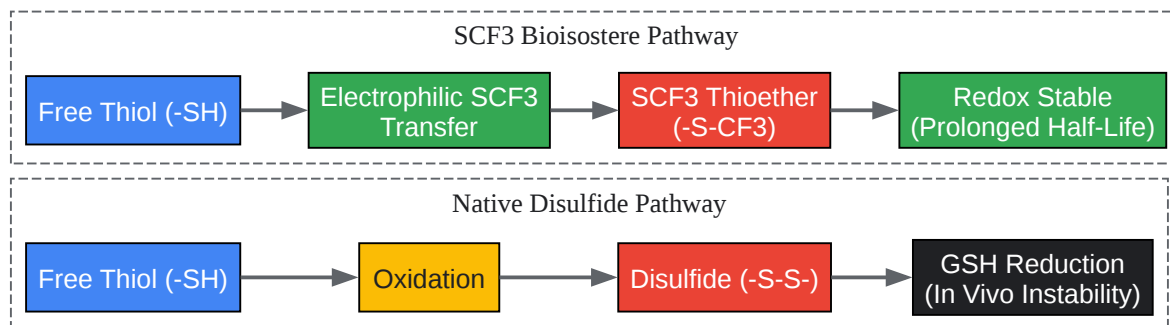 SCF3 Bioisostere Pathway
Free Thiol (-SH)
Electrophilic SCF3
Transfer
SCF3 Thioether
(-S-CF3)
Redox Stable
(Prolonged Half-Life)
Native Disulfide Pathway
Free Thiol (-SH)
Oxidation
Disulfide (-S-S-)
GSH Reduction
(In Vivo Instability)